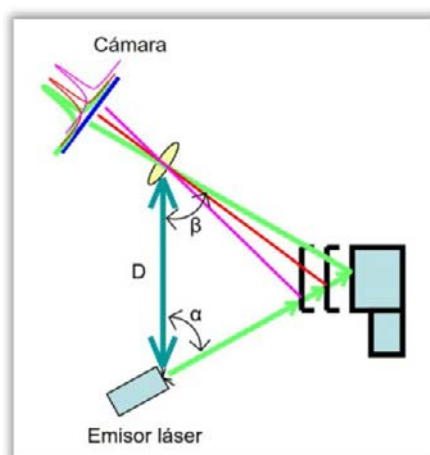 Cámara
β
D
α
Emisor láser